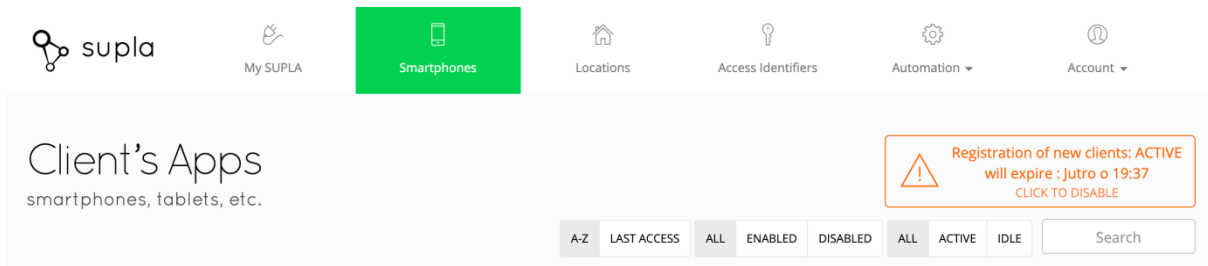 supla
My SUPLA
Smartphones
Locations
Access Identifiers
Automation
Account
Client's Apps
smartphones, tablets, etc.
Registration of new clients: ACTIVE
will expire : Jutro o 19:37
CLICK TO DISABLE
A-Z LAST ACCESS ALL ENABLED DISABLED ALL ACTIVE IDLE Search